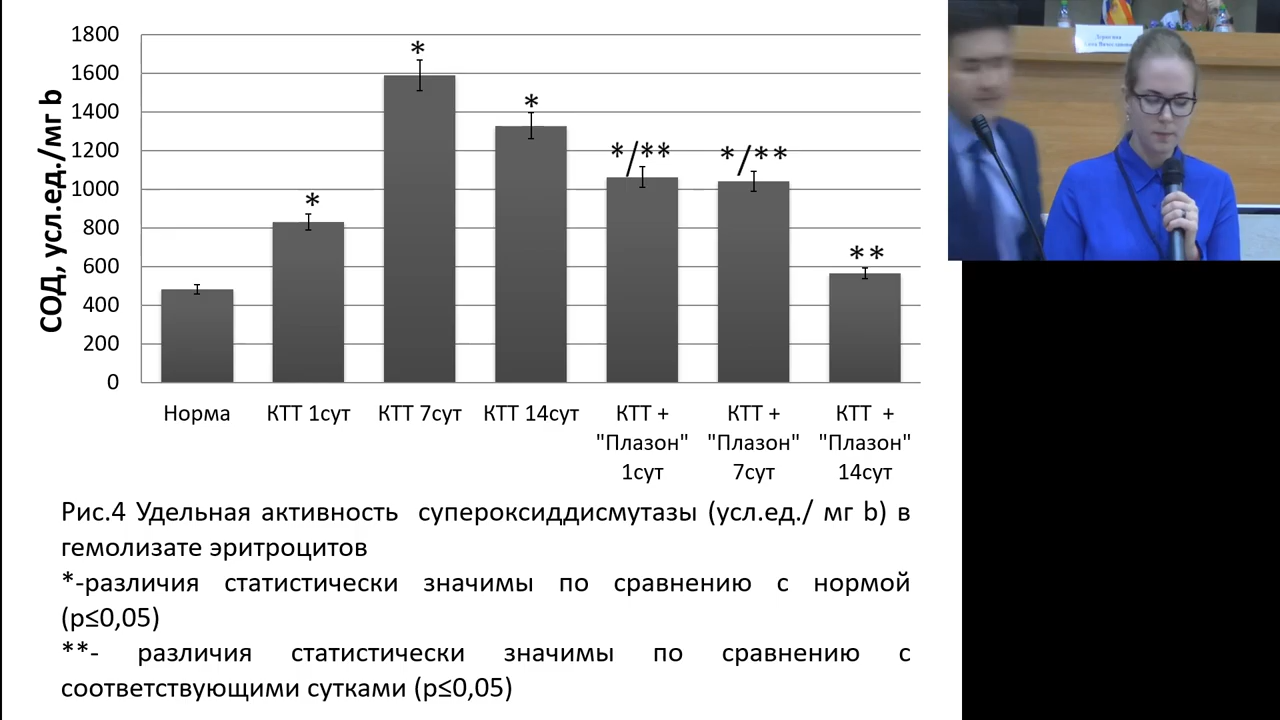 СОД, усл.ед./мг b
1800
1600
1400
1200
1000
800
600
400
200
0
*
*
*
*/**
*/**
**
Норма
КТТ 1сут
КТТ 7сут
КТТ 14сут
КТТ +
"Плазон"
1сут
КТТ +
"Плазон"
7сут
КТТ +
"Плазон"
14сут
Рис.4 Удельная активность супероксиддисмутазы (усл.ед./ мг b) в
гемолизате эритроцитов
*-различия статистически значимы по сравнению с нормой
(p≤0,05)
**- различия статистически значимы по сравнению с
соответствующими сутками (p≤0,05)